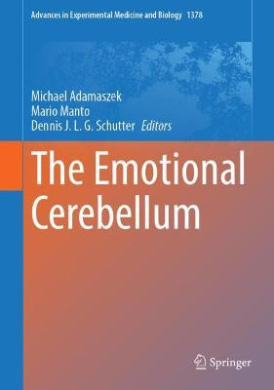 Advances in Experimental Medicine and Biology 1378
Michael Adamaszek
Mario Manto
Dennis J. L. G. Schutter Editors
The Emotional
Cerebellum
Springer